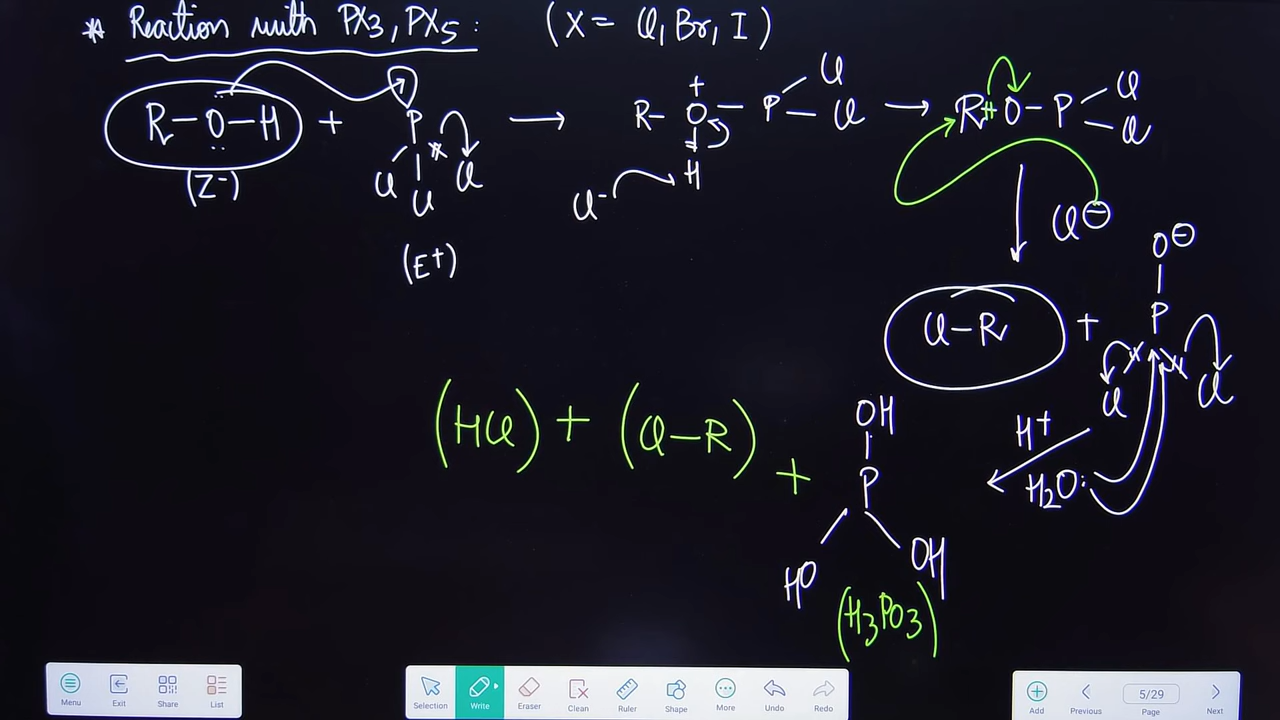 * Reaction with PX3, PX5: (X = Cl, Br, I)
R-O-H + P Cl Cl Cl → R-O-P Cl Cl + H → R-O-P Cl Cl
(Z-) Cl- Cl⊖
(E+) O⊖
Cl-R + P Cl Cl
(HCl) + (Cl-R) + OH P HO OH H+ H2O:
(H3PO3)
Menu Exit Share List Selection Write Eraser Clean Ruler Shape More Undo Redo Add Previous 5/29 Page Next